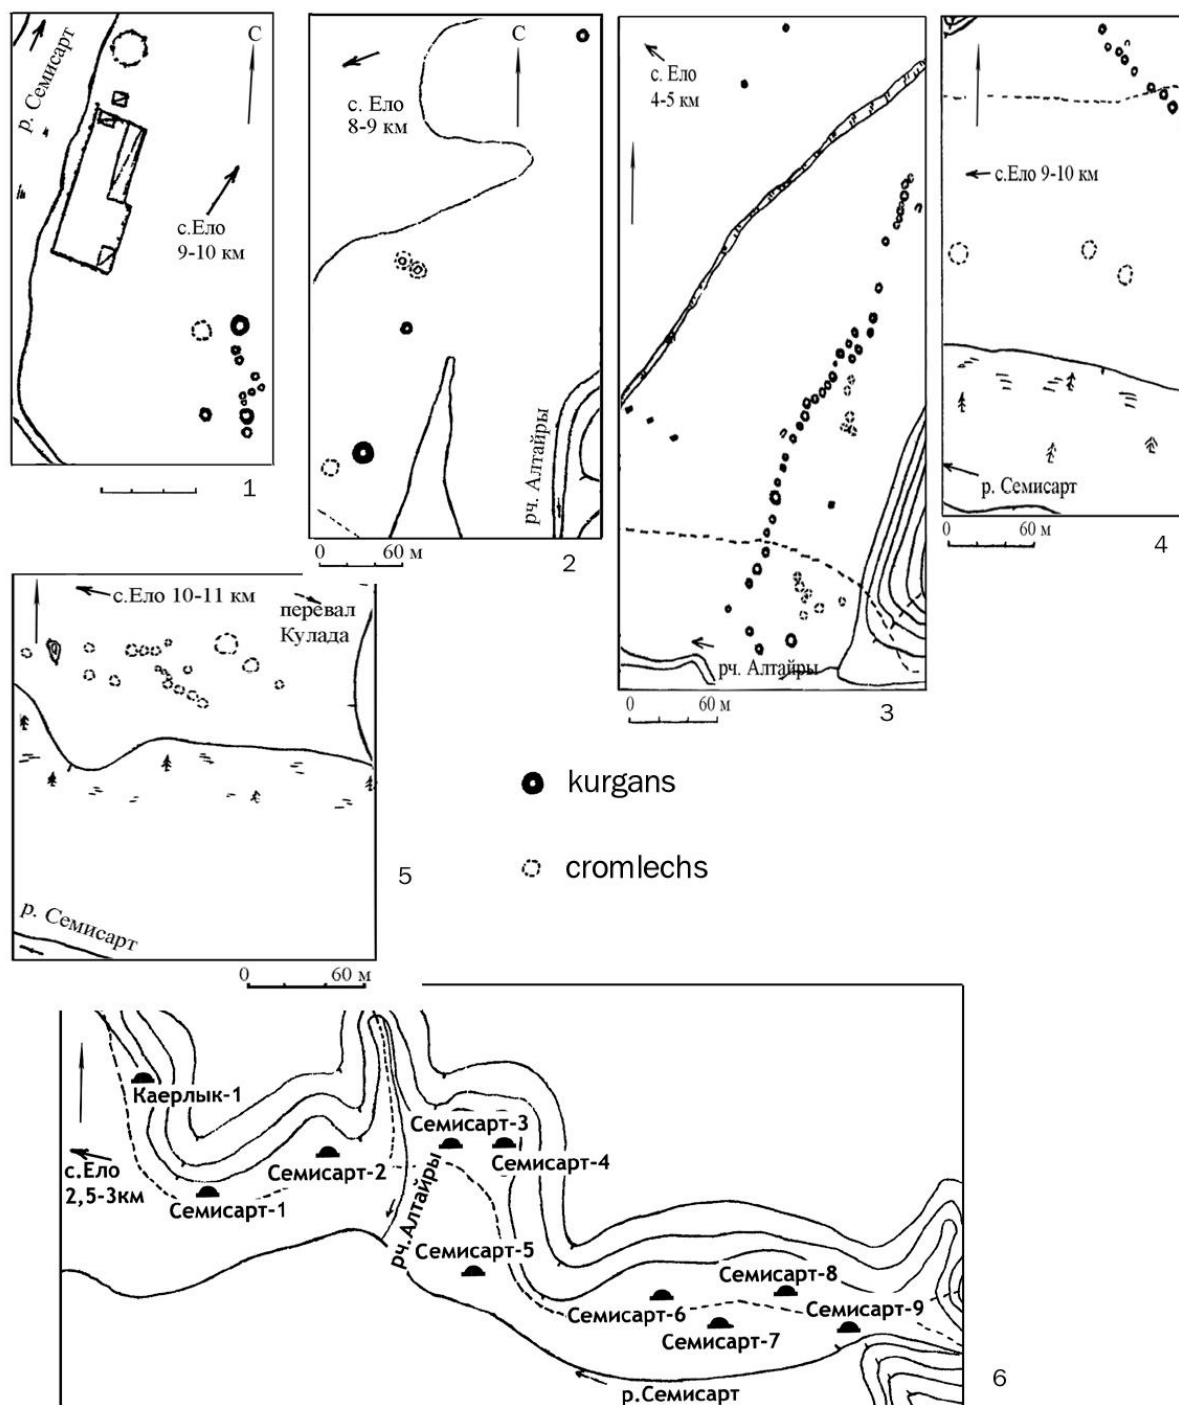 р. Семисарт
С
с.Ело
9-10 км
1
С
с. Ело
8-9 км
рч. Алтайры
0 60 м
2
с. Ело
4-5 км
рч. Алтайры
0 60 м
3
с.Ело 9-10 км
р. Семисарт
0 60 м
4
с.Ело 10-11 км
перевал
Кулада
р. Семисарт
0 60 м
5
kurgans
cromlechs
Каерлык-1
с.Ело
2,5-3км
Семисарт-1
Семисарт-2
рч.Алтайры
Семисарт-3
Семисарт-4
Семисарт-5
Семисарт-6
Семисарт-7
Семисарт-8
Семисарт-9
р.Семисарт
6